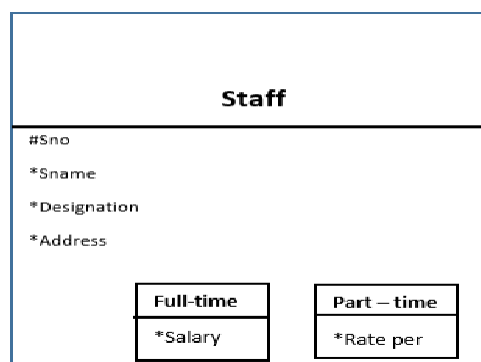 Staff
#Sno
*Sname
*Designation
*Address
Full-time
*Salary
Part – time
*Rate per